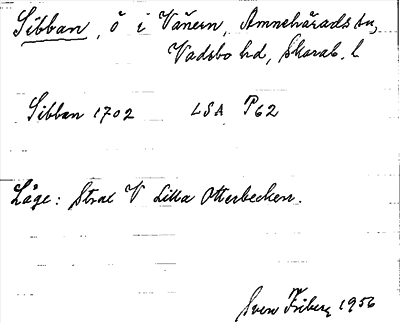 Sibban, ö i Vänern, Amnehärads sn,
Vadsbo hd, Skarab. l
Sibban 1702 LSA P62
Läge: Strax V Lilla Otterbecken.
Sven Friberg 1956